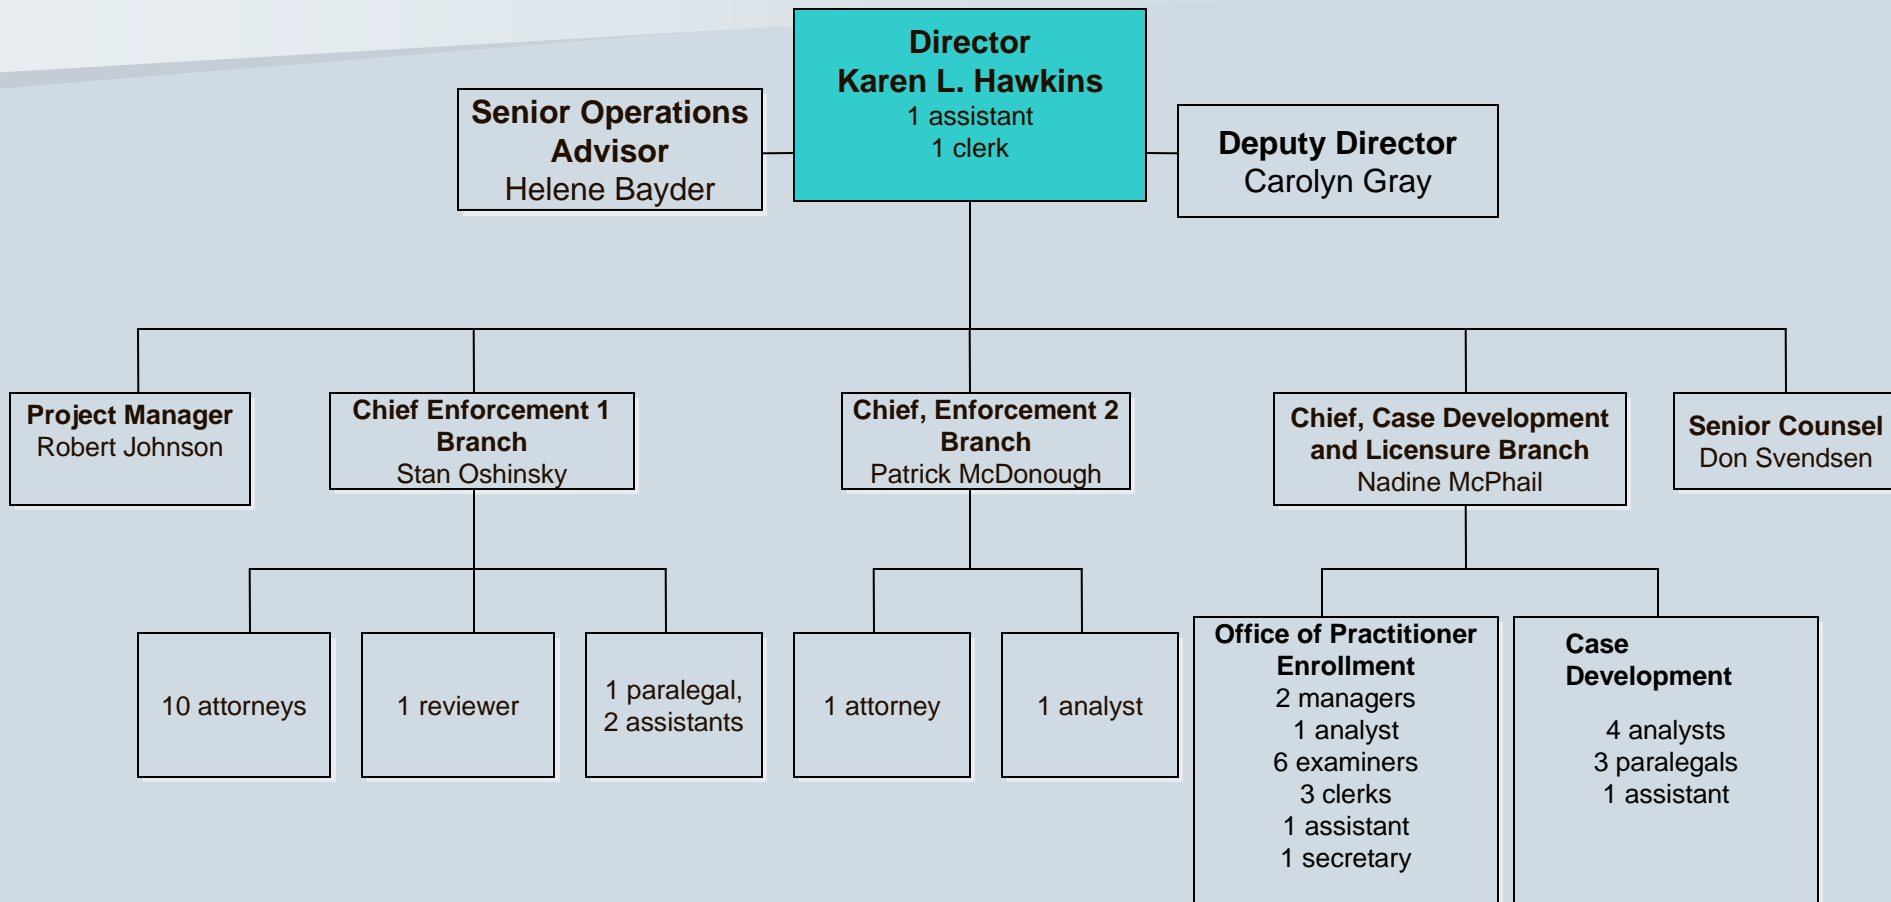 Director
Karen L. Hawkins
1 assistant
1 clerk
Senior Operations
Advisor
Helene Bayder
Deputy Director
Carolyn Gray
Project Manager
Robert Johnson
Chief Enforcement 1
Branch
Stan Oshinsky
Chief, Enforcement 2
Branch
Patrick McDonough
Chief, Case Development
and Licensure Branch
Nadine McPhail
Senior Counsel
Don Svendsen
10 attorneys
1 reviewer
1 paralegal,
2 assistants
1 attorney
1 analyst
Office of Practitioner
Enrollment
2 managers
1 analyst
6 examiners
3 clerks
1 assistant
1 secretary
Case
Development
4 analysts
3 paralegals
1 assistant